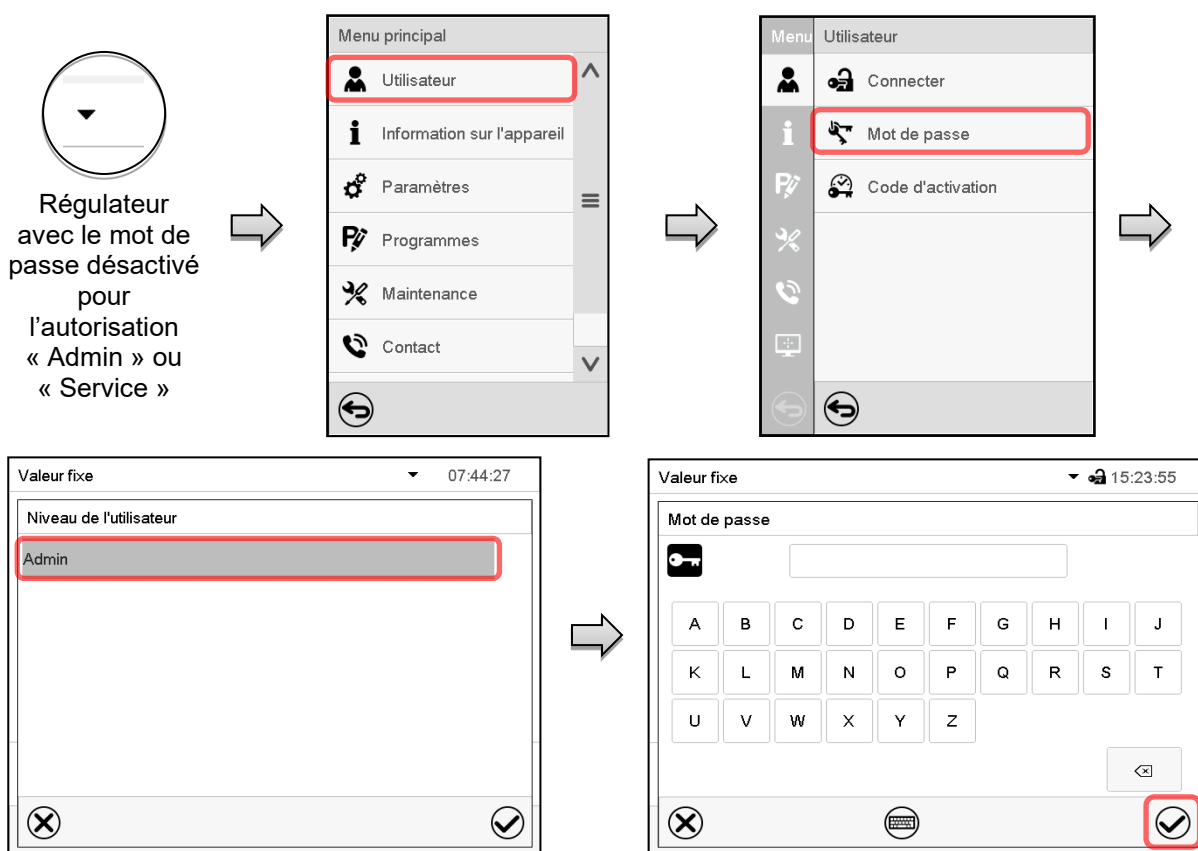 Régulateur
avec le mot de
passe désactivé
pour
l’autorisation
« Admin » ou
« Service »
Menu principal
Utilisateur
Information sur l'appareil
Paramètres
Programmes
Maintenance
Contact
Menu
Utilisateur
Connecter
Mot de passe
Code d'activation
Valeur fixe 07:44:27
Niveau de l'utilisateur
Admin
Valeur fixe 15:23:55
Mot de passe
A B C D E F G H I J
K L M N O P Q R S T
U V W X Y Z